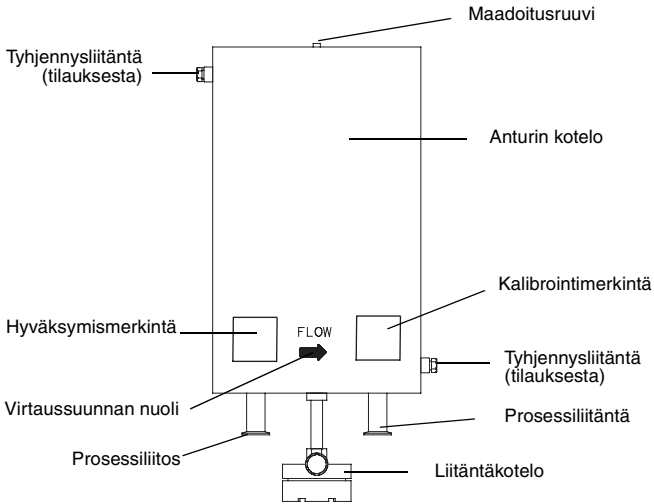 Maadoitusruuvi
Tyhjennysliitäntä
(tilauksesta)
Anturin kotelo
Kalibrointimerkintä
Hyväksymismerkintä
FLOW
Tyhjennysliitäntä
(tilauksesta)
Virtaussuunnan nuoli
Prosessiliitäntä
Prosessiliitos
Liitäntäkotelo